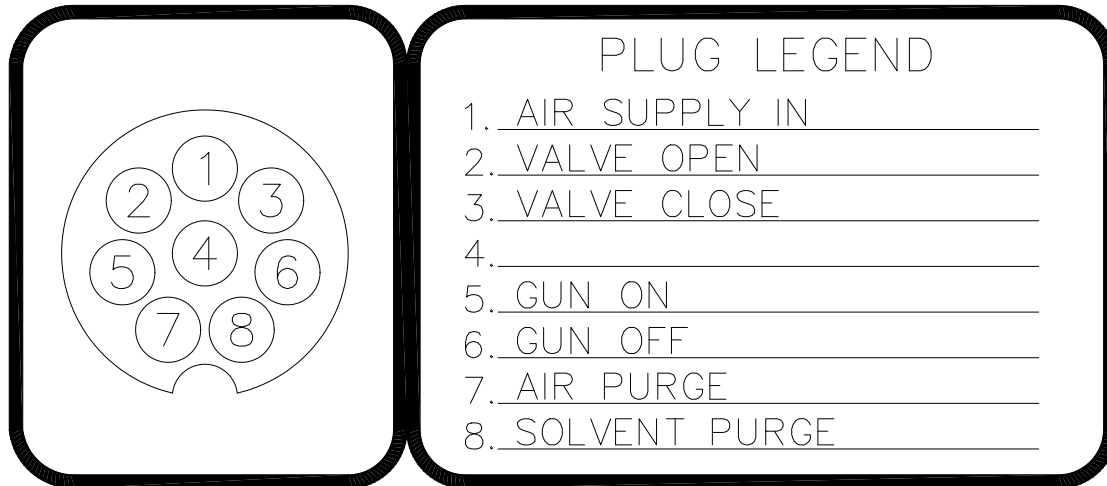 1
2 3
4
5 6
7 8
PLUG LEGEND
1. AIR SUPPLY IN
2. VALVE OPEN
3. VALVE CLOSE
4.
5. GUN ON
6. GUN OFF
7. AIR PURGE
8. SOLVENT PURGE